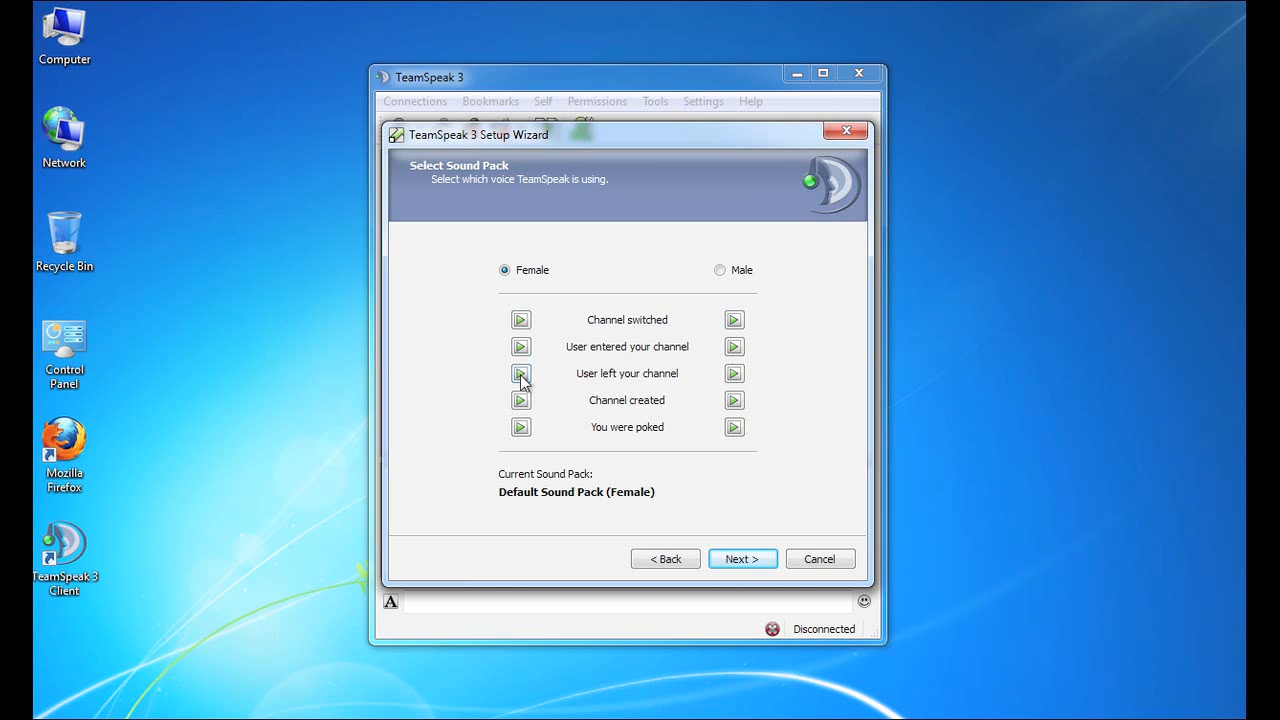 Computer
Network
Recycle Bin
Control
Panel
Mozilla
Firefox
TeamSpeak 3
Client
TeamSpeak 3
Connections Bookmarks Self Permissions Tools Settings Help
TeamSpeak 3 Setup Wizard
Select Sound Pack
Select which voice TeamSpeak is using.
Female Male
Channel switched
User entered your channel
User left your channel
Channel created
You were poked
Current Sound Pack:
Default Sound Pack (Female)
< Back Next > Cancel
A
Disconnected